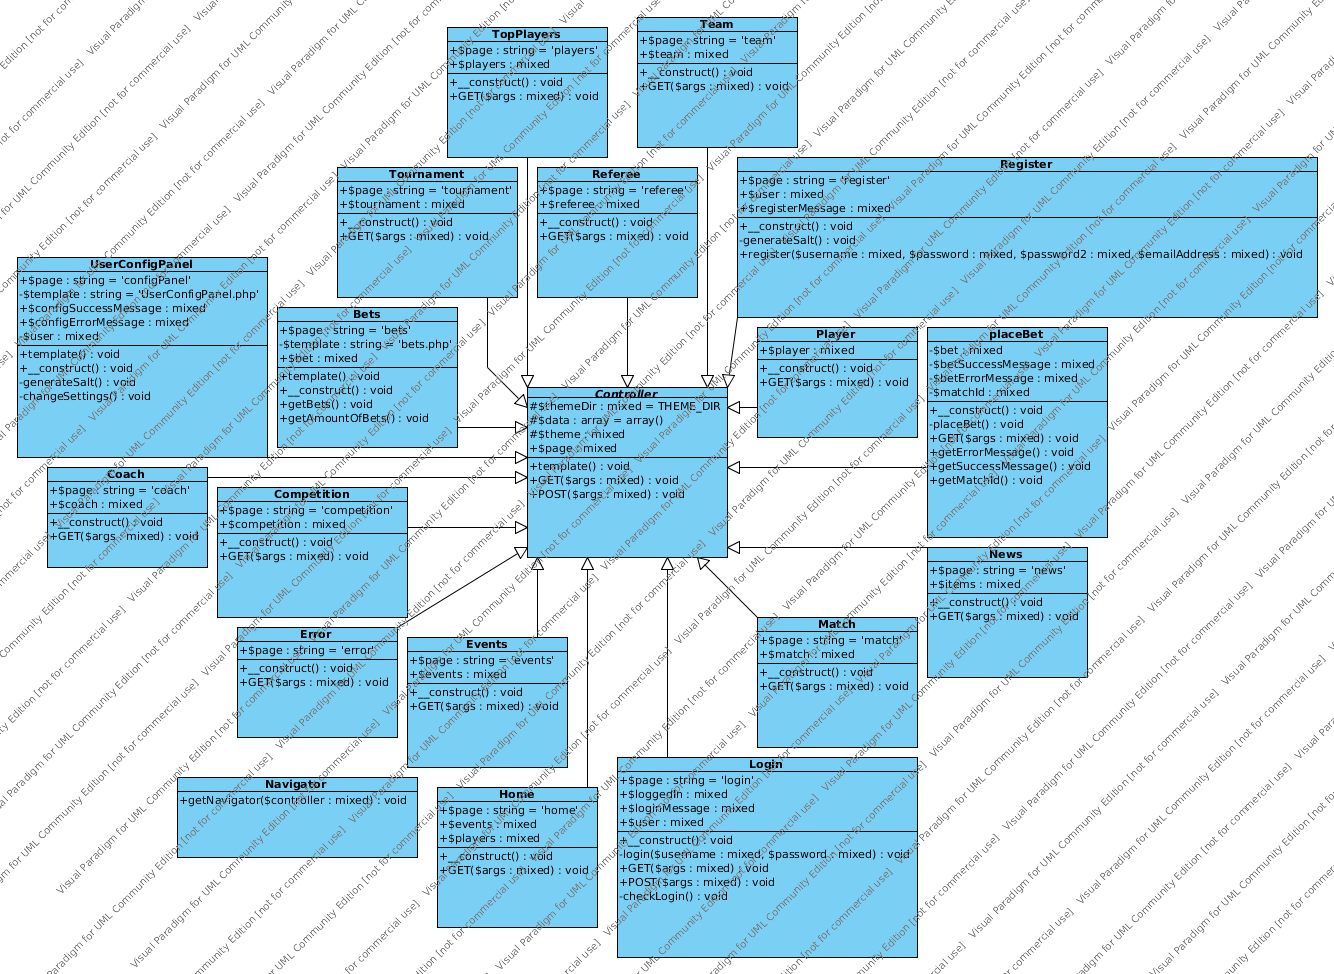 TopPlayers
+$page : string = 'players'
+$players : mixed
+__construct() : void
+GET($args : mixed) : void
Team
+$page : string = 'team'
+$team : mixed
+__construct() : void
+GET($args : mixed) : void
Tournament
+$page : string = 'tournament'
+$tournament : mixed
+__construct() : void
+GET($args : mixed) : void
Referee
+$page : string = 'referee'
+$referee : mixed
+__construct() : void
+GET($args : mixed) : void
Register
+$page : string = 'register'
+$user : mixed
+$registerMessage : mixed
+__construct() : void
-generateSalt() : void
+register($username : mixed, $password : mixed, $password2 : mixed, $emailAddress : mixed) : void
UserConfigPanel
+$page : string = 'configPanel'
-$template : string = 'UserConfigPanel.php'
+$configSuccessMessage : mixed
+$configErrorMessage : mixed
-$user : mixed
+template() : void
+__construct() : void
-generateSalt() : void
-changeSettings() : void
Bets
+$page : string = 'bets'
-$template : string = 'bets.php'
+$bet : mixed
+template() : void
+__construct() : void
+getBets() : void
+getAmountOfBets() : void
Player
+$player : mixed
+__construct() : void
+GET($args : mixed) : void
placeBet
-$bet : mixed
-$betSuccessMessage : mixed
-$betErrorMessage : mixed
-$matchId : mixed
+__construct() : void
-placeBet() : void
+GET($args : mixed) : void
+getErrorMessage() : void
+getSuccessMessage() : void
+getMatchId() : void
Controller
#$themeDir : mixed = THEME_DIR
#$data : array = array()
#$theme : mixed
+$page : mixed
+template() : void
+GET($args : mixed) : void
+POST($args : mixed) : void
Coach
+$page : string = 'coach'
+$coach : mixed
+__construct() : void
+GET($args : mixed) : void
Competition
+$page : string = 'competition'
+$competition : mixed
+__construct() : void
+GET($args : mixed) : void
News
+$page : string = 'news'
+$items : mixed
+__construct() : void
+GET($args : mixed) : void
Error
+$page : string = 'error'
+__construct() : void
+GET($args : mixed) : void
Events
+$page : string = 'events'
+$events : mixed
+__construct() : void
+GET($args : mixed) : void
Match
+$page : string = 'match'
+$match : mixed
+__construct() : void
+GET($args : mixed) : void
Navigator
+getNavigator($controller : mixed) : void
Home
+$page : string = 'home'
+$events : mixed
+$players : mixed
+__construct() : void
+GET($args : mixed) : void
Login
+$page : string = 'login'
+$loggedIn : mixed
+$loginMessage : mixed
+$user : mixed
+__construct() : void
-login($username : mixed, $password : mixed) : void
+GET($args : mixed) : void
+POST($args : mixed) : void
-checkLogin() : void
Visual Paradigm for UML Community Edition [not for commercial use]